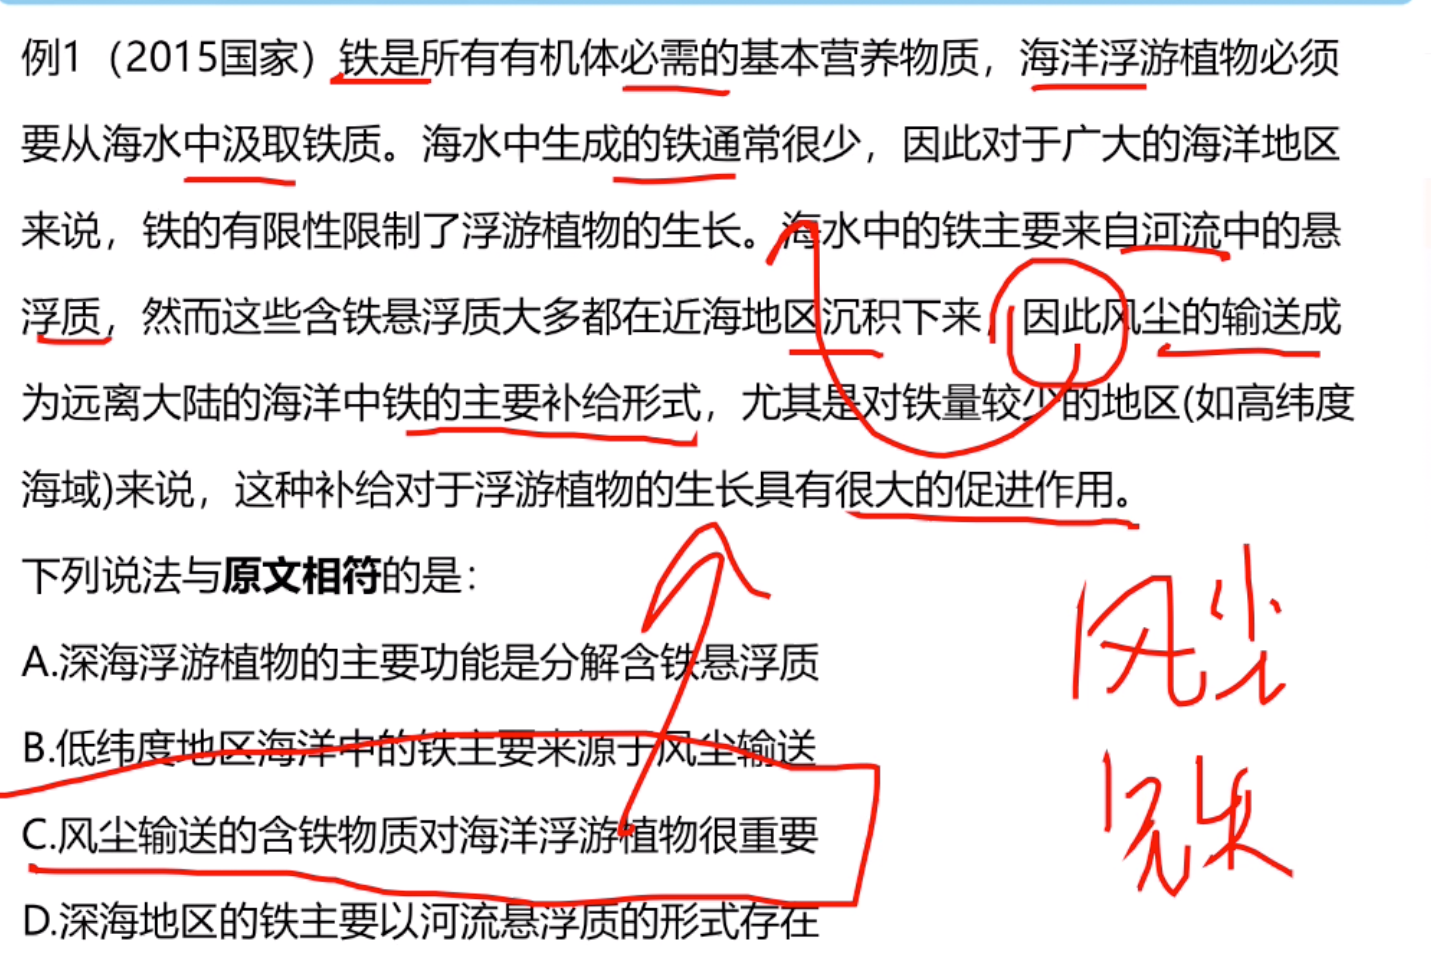 例1（2015国家）铁是所有有机体必需的基本营养物质，海洋浮游植物必须
要从海水中汲取铁质。海水中生成的铁通常很少，因此对于广大的海洋地区
来说，铁的有限性限制了浮游植物的生长。海水中的铁主要来自河流中的悬
浮质，然而这些含铁悬浮质大多都在近海地区沉积下来，因此风尘的输送成
为远离大陆的海洋中铁的主要补给形式，尤其是对铁量较少的地区(如高纬度
海域)来说，这种补给对于浮游植物的生长具有很大的促进作用。
下列说法与原文相符的是：
A.深海浮游植物的主要功能是分解含铁悬浮质
B.低纬度地区海洋中的铁主要来源于风尘输送
C.风尘输送的含铁物质对海洋浮游植物很重要
D.深海地区的铁主要以河流悬浮质的形式存在
风尘